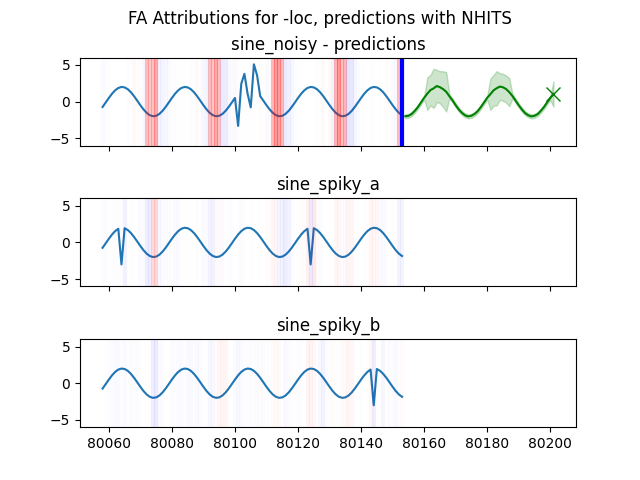 FA Attributions for -loc, predictions with NHITS
sine_noisy - predictions
5
0
−5
sine_spiky_a
5
0
−5
sine_spiky_b
5
0
−5
80060 80080 80100 80120 80140 80160 80180 80200